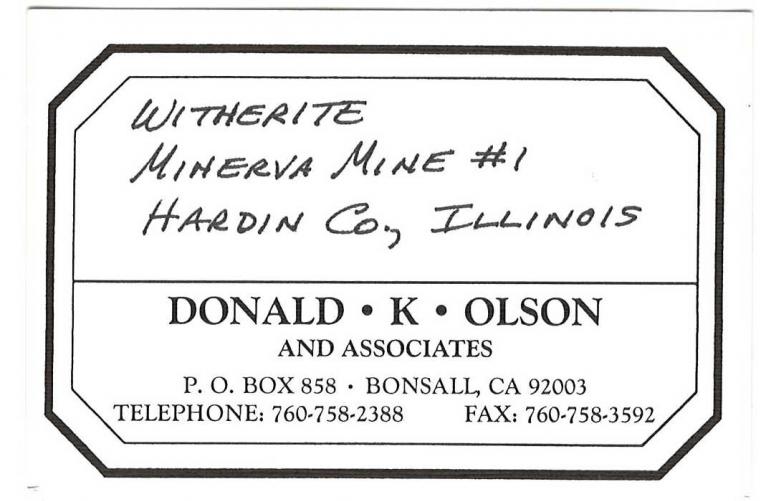 WITHERITE
MINERVA MINE #1
HARDIN CO., ILLINOIS
DONALD • K • OLSON
AND ASSOCIATES
P. O. BOX 858 • BONSALL, CA 92003
TELEPHONE: 760-758-2388 FAX: 760-758-3592